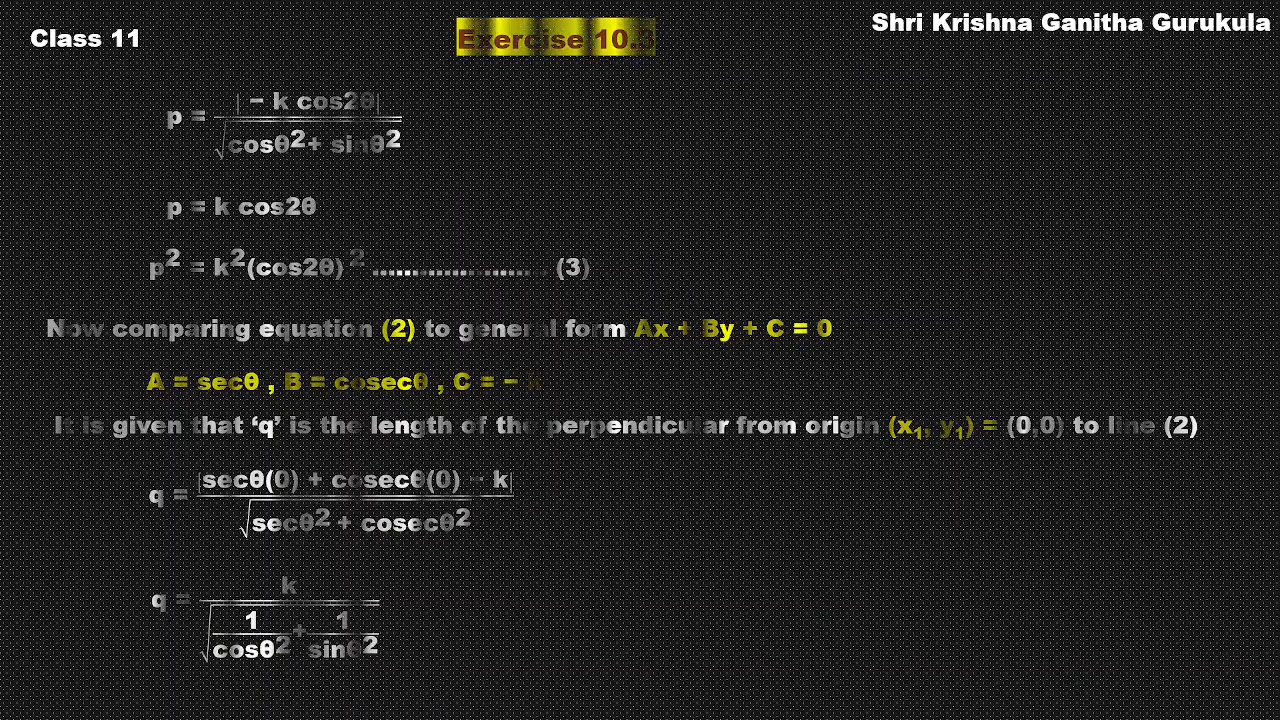 Class 11
Exercise 10.3
Shri Krishna Ganitha Gurukula
p = | − k cos2θ| / √(cosθ² + sinθ²)
p = k cos2θ
p² = k²(cos2θ)² ...................... (3)
Now comparing equation (2) to general form Ax + By + C = 0
A = secθ , B = cosecθ , C = − k
It is given that ‘q’ is the length of the perpendicular from origin (x₁, y₁) = (0,0) to line (2)
q = |secθ(0) + cosecθ(0) − k| / √(secθ² + cosecθ²)
q = k / √(1/cosθ² + 1/sinθ²)